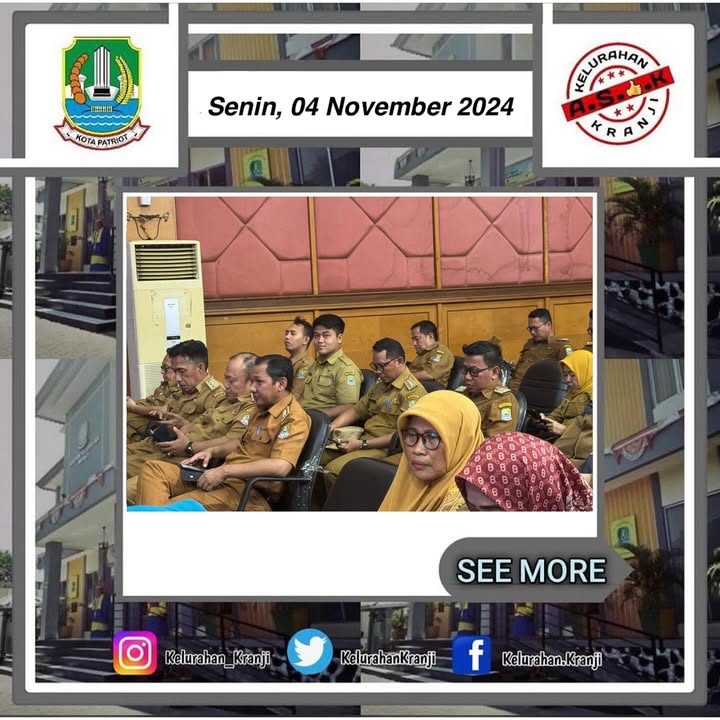 KOTA PATRIOT
Senin, 04 November 2024
KELURAHAN
A.S.I.K
KRANJI
SEE MORE
Kelurahan_Kranji
KelurahanKranji
Kelurahan.Kranji